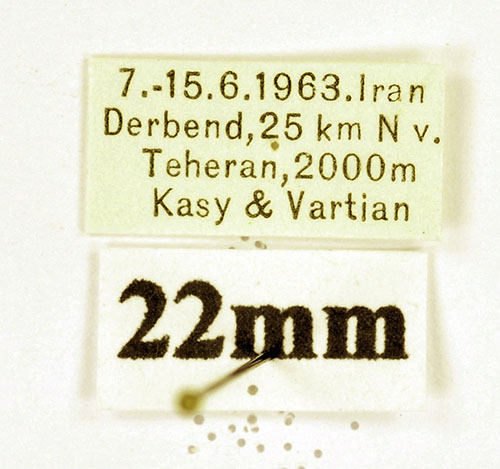 7.-15.6.1963.Iran
Derbend,25 km N v.
Teheran,2000m
Kasy & Vartian
22mm